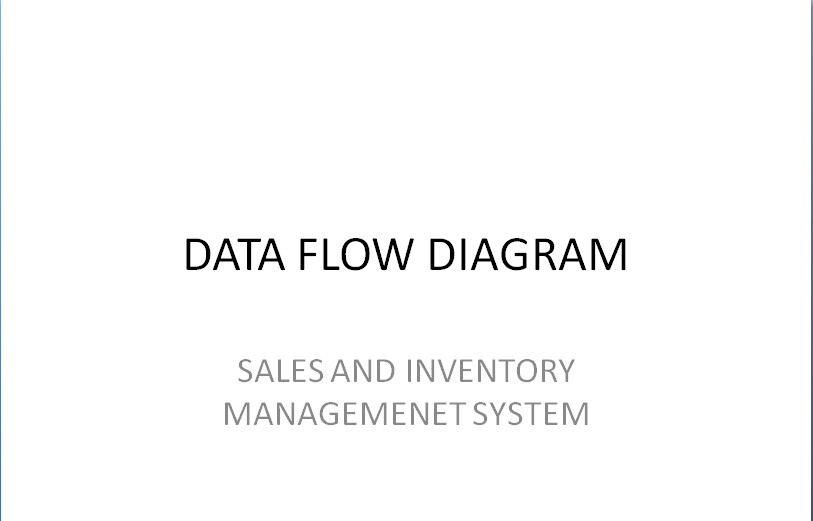 DATA FLOW DIAGRAM
SALES AND INVENTORY
MANAGEMENET SYSTEM